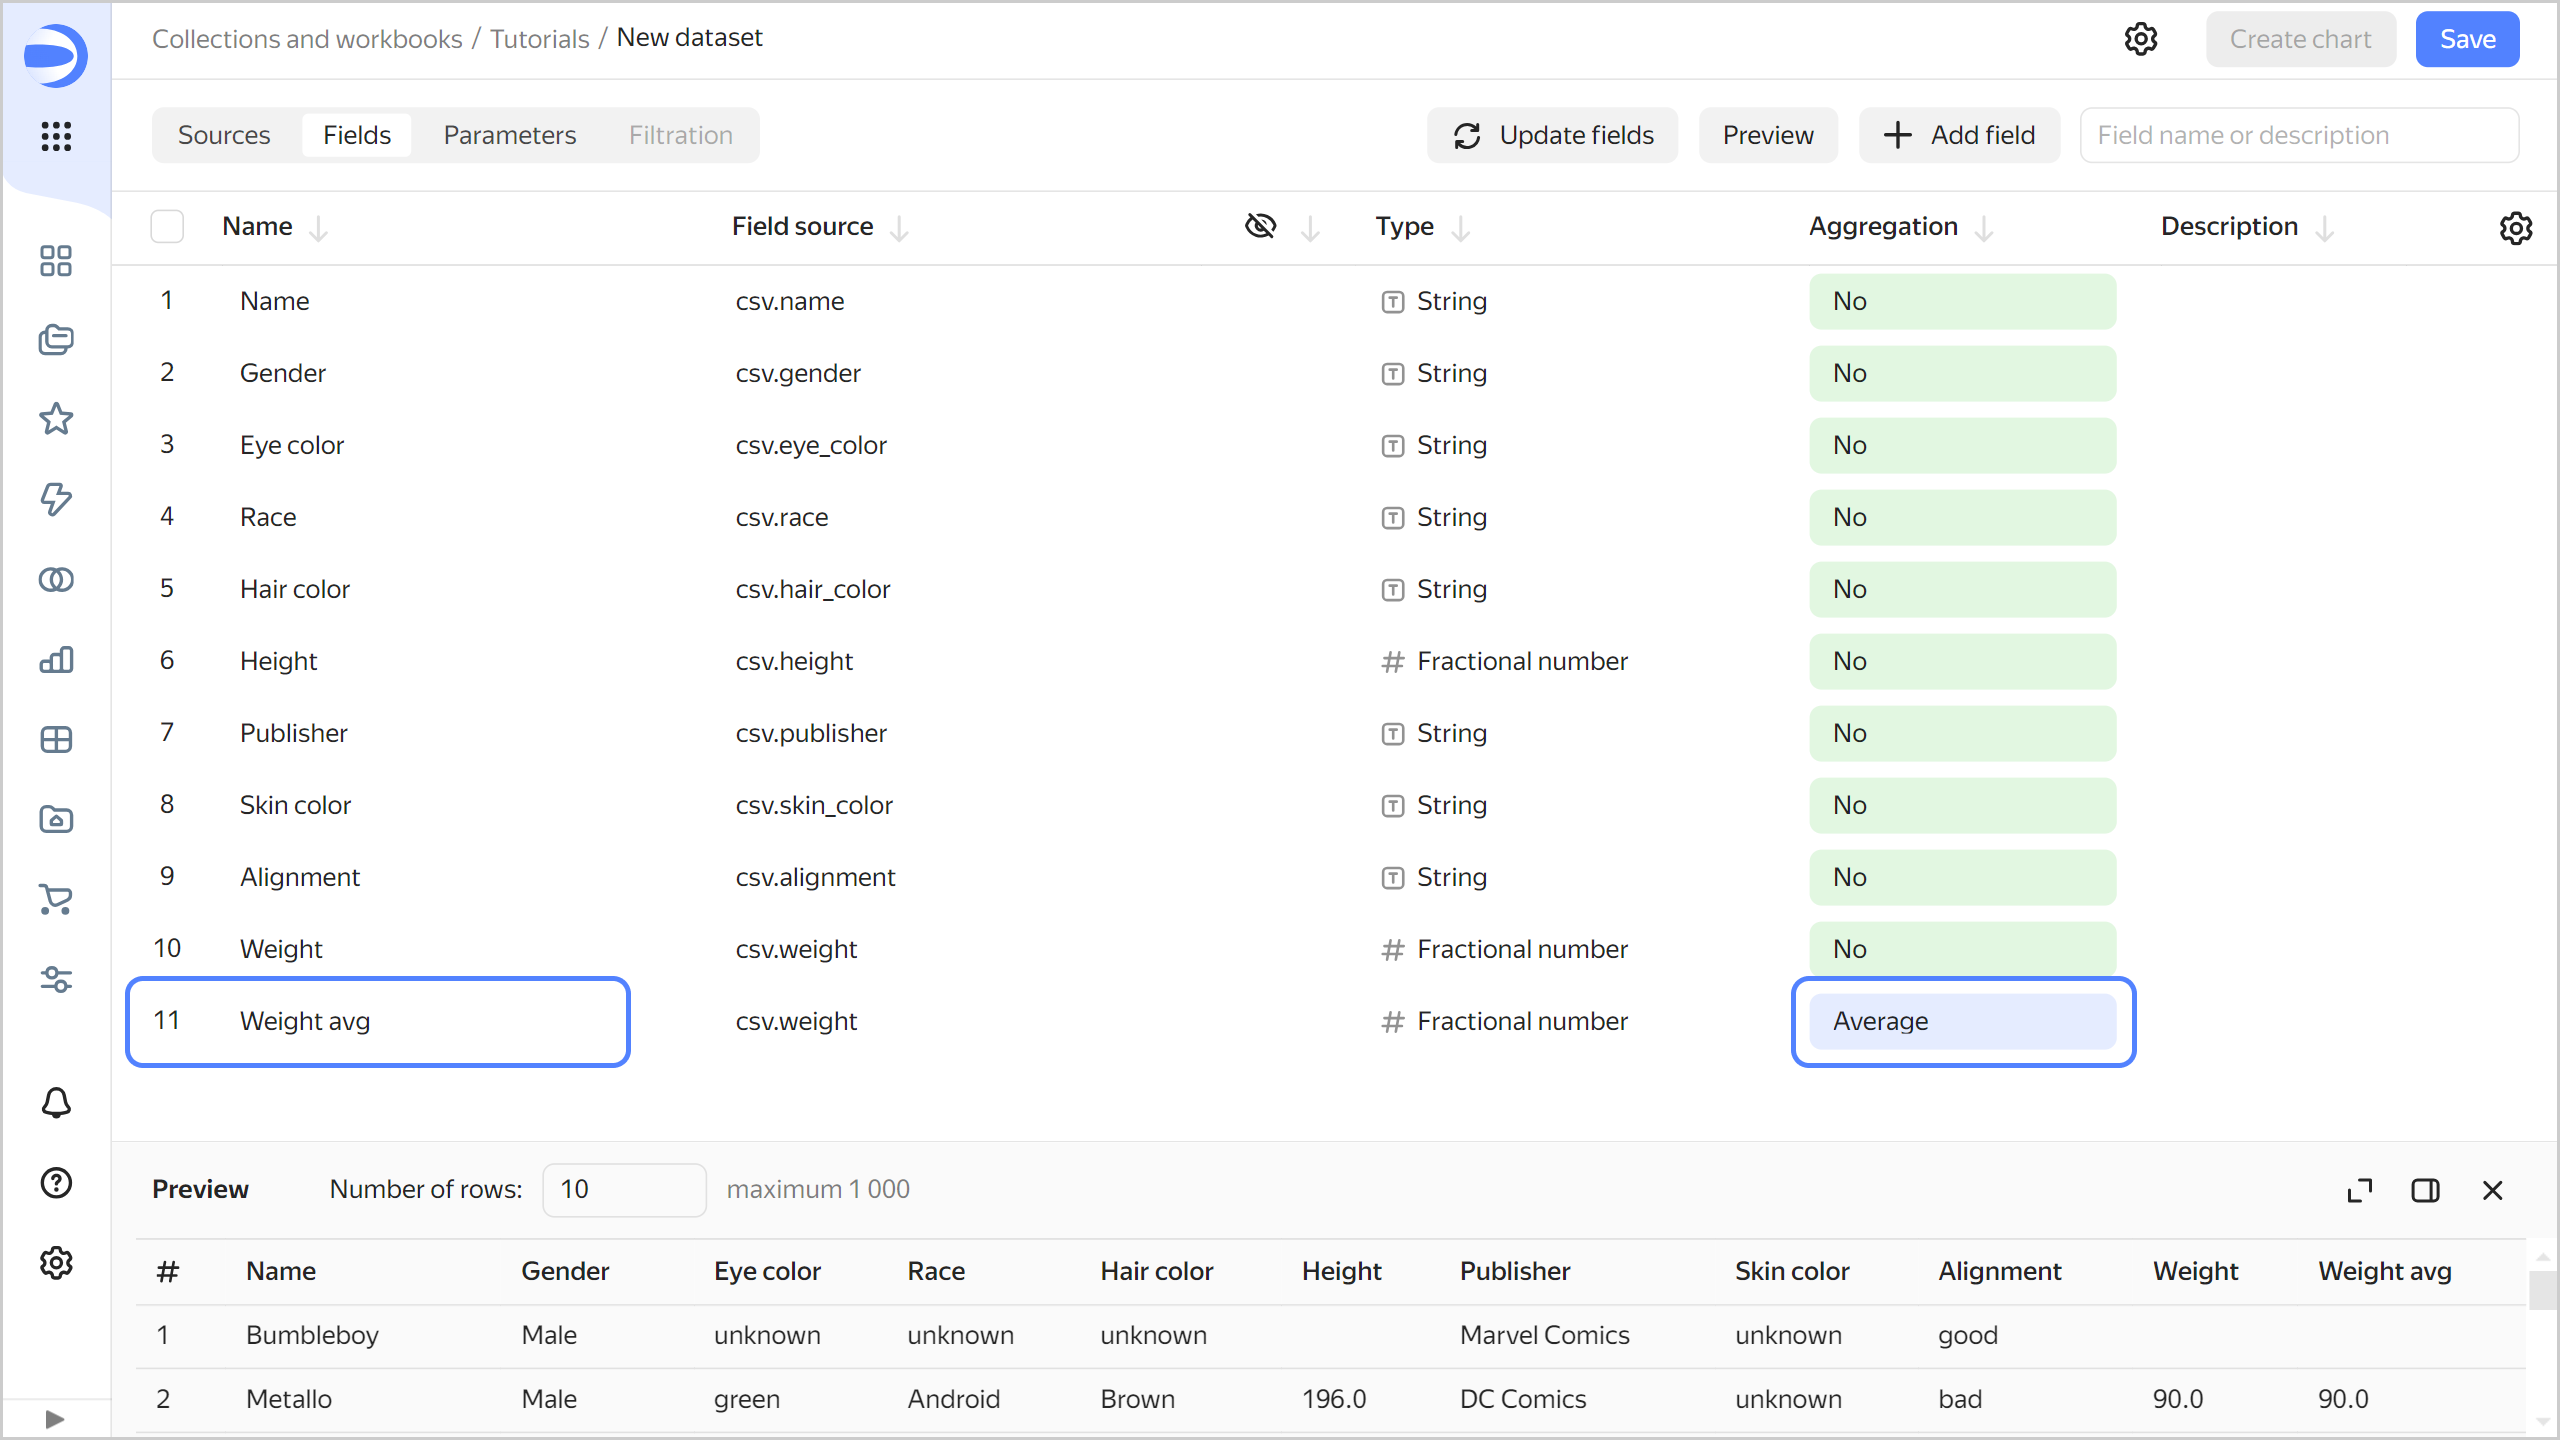 Collections and workbooks / Tutorials / New dataset
Create chart
Save
Sources Fields Parameters Filtration
Update fields
Preview
Add field
Field name or description
Name Field source Type Aggregation Description
1 Name csv.name String No
2 Gender csv.gender String No
3 Eye color csv.eye_color String No
4 Race csv.race String No
5 Hair color csv.hair_color String No
6 Height csv.height # Fractional number No
7 Publisher csv.publisher String No
8 Skin color csv.skin_color String No
9 Alignment csv.alignment String No
10 Weight csv.weight # Fractional number No
11 Weight avg csv.weight # Fractional number Average
Preview Number of rows: 10 maximum 1 000
# Name Gender Eye color Race Hair color Height Publisher Skin color Alignment Weight Weight avg
1 Bumbleboy Male unknown unknown unknown Marvel Comics unknown good
2 Metallo Male green Android Brown 196.0 DC Comics unknown bad 90.0 90.0